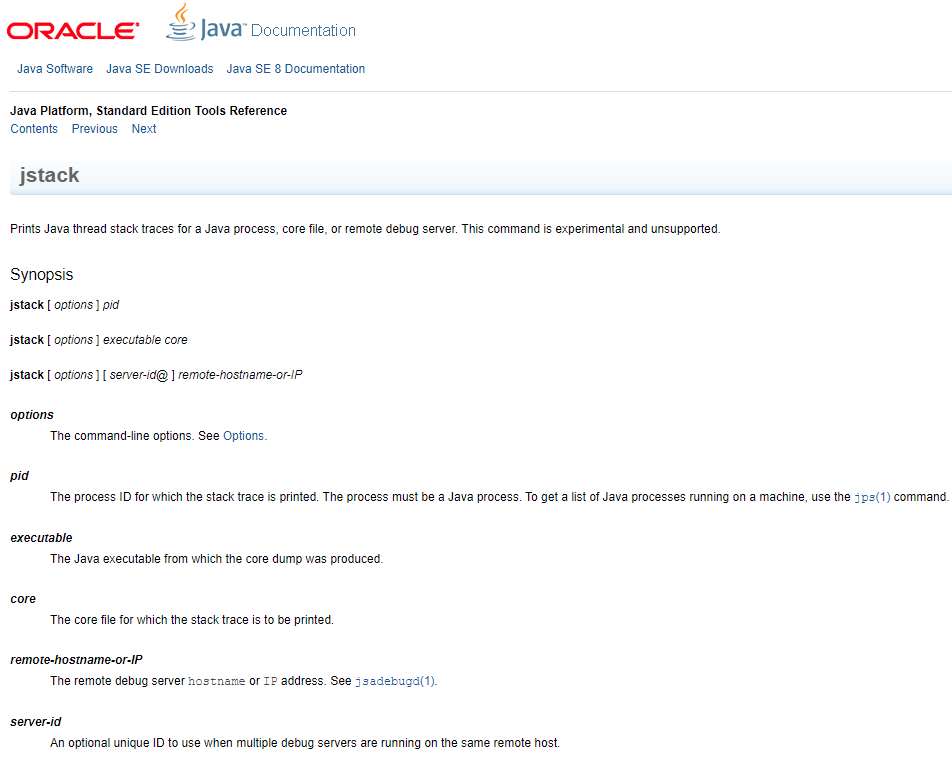 ORACLE Java™ Documentation
Java Software Java SE Downloads Java SE 8 Documentation
Java Platform, Standard Edition Tools Reference
Contents Previous Next
jstack
Prints Java thread stack traces for a Java process, core file, or remote debug server. This command is experimental and unsupported.
Synopsis
jstack [ options ] pid
jstack [ options ] executable core
jstack [ options ] [ server-id@ ] remote-hostname-or-IP
options
The command-line options. See Options.
pid
The process ID for which the stack trace is printed. The process must be a Java process. To get a list of Java processes running on a machine, use the jps(1) command.
executable
The Java executable from which the core dump was produced.
core
The core file for which the stack trace is to be printed.
remote-hostname-or-IP
The remote debug server hostname or IP address. See jsadebugd(1).
server-id
An optional unique ID to use when multiple debug servers are running on the same remote host.